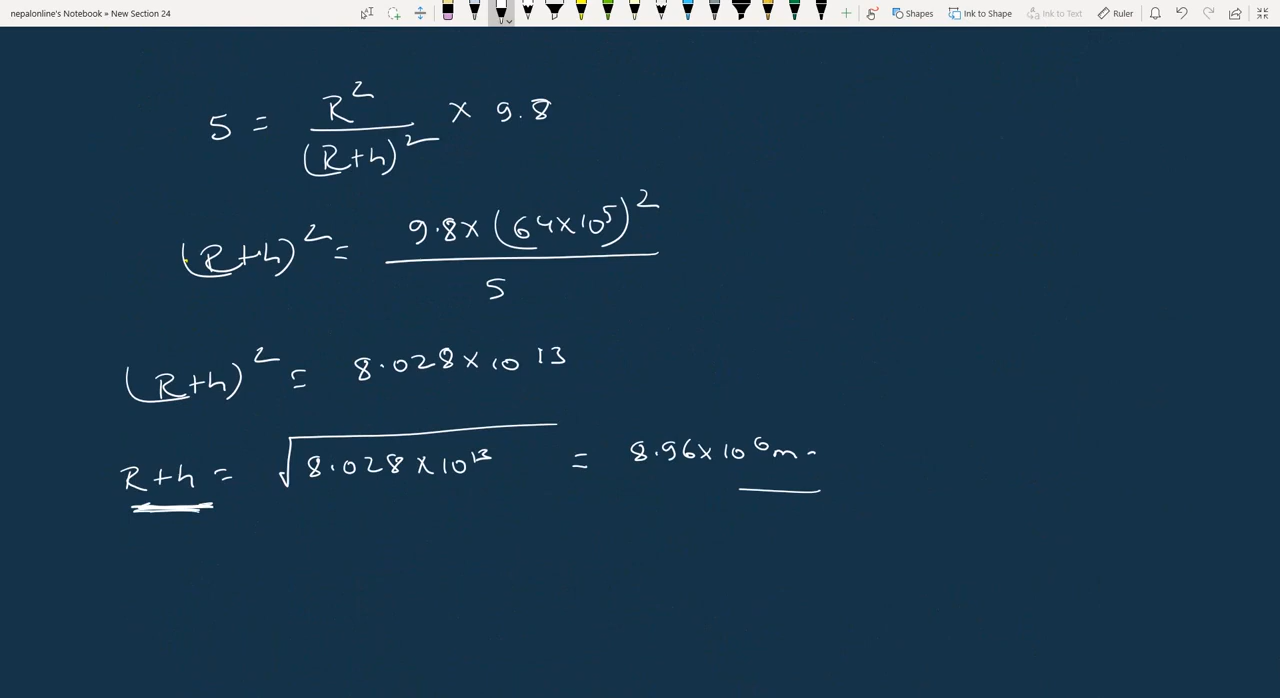 nepalonline's Notebook » New Section 24
Shapes Ink to Shape Ink to Text Ruler
5 = R² / (R+h)² × 9.8
(R+h)² = 9.8 × (64×10⁵)² / 5
(R+h)² = 8.028 × 10¹³
R+h = √(8.028 × 10¹³) = 8.96 × 10⁶ m.